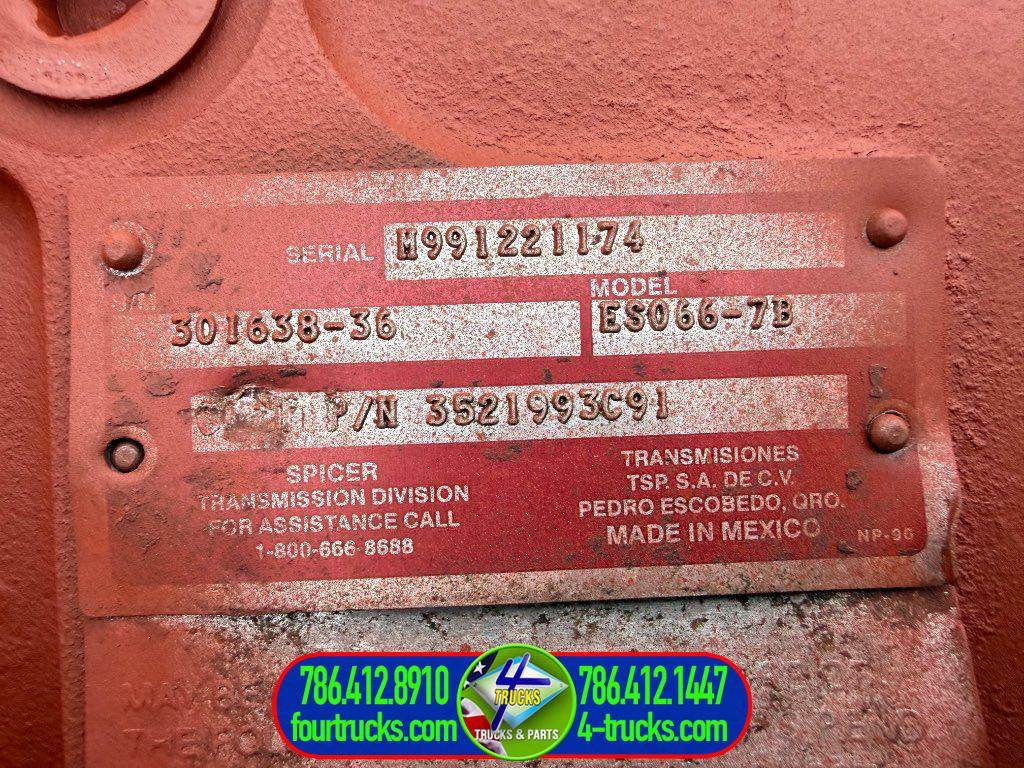 SERIAL M991221174
MODEL
301638-36 ES066-7B
P/N 3521993C91
SPICER
TRANSMISSION DIVISION
FOR ASSISTANCE CALL
1-800-666-8688
TRANSMISIONES
TSP. S.A. DE C.V.
PEDRO ESCOBEDO, QRO.
MADE IN MEXICO
NP-96
786.412.8910
fourtrucks.com
4
TRUCKS
TRUCKS & PARTS
786.412.1447
4-trucks.com